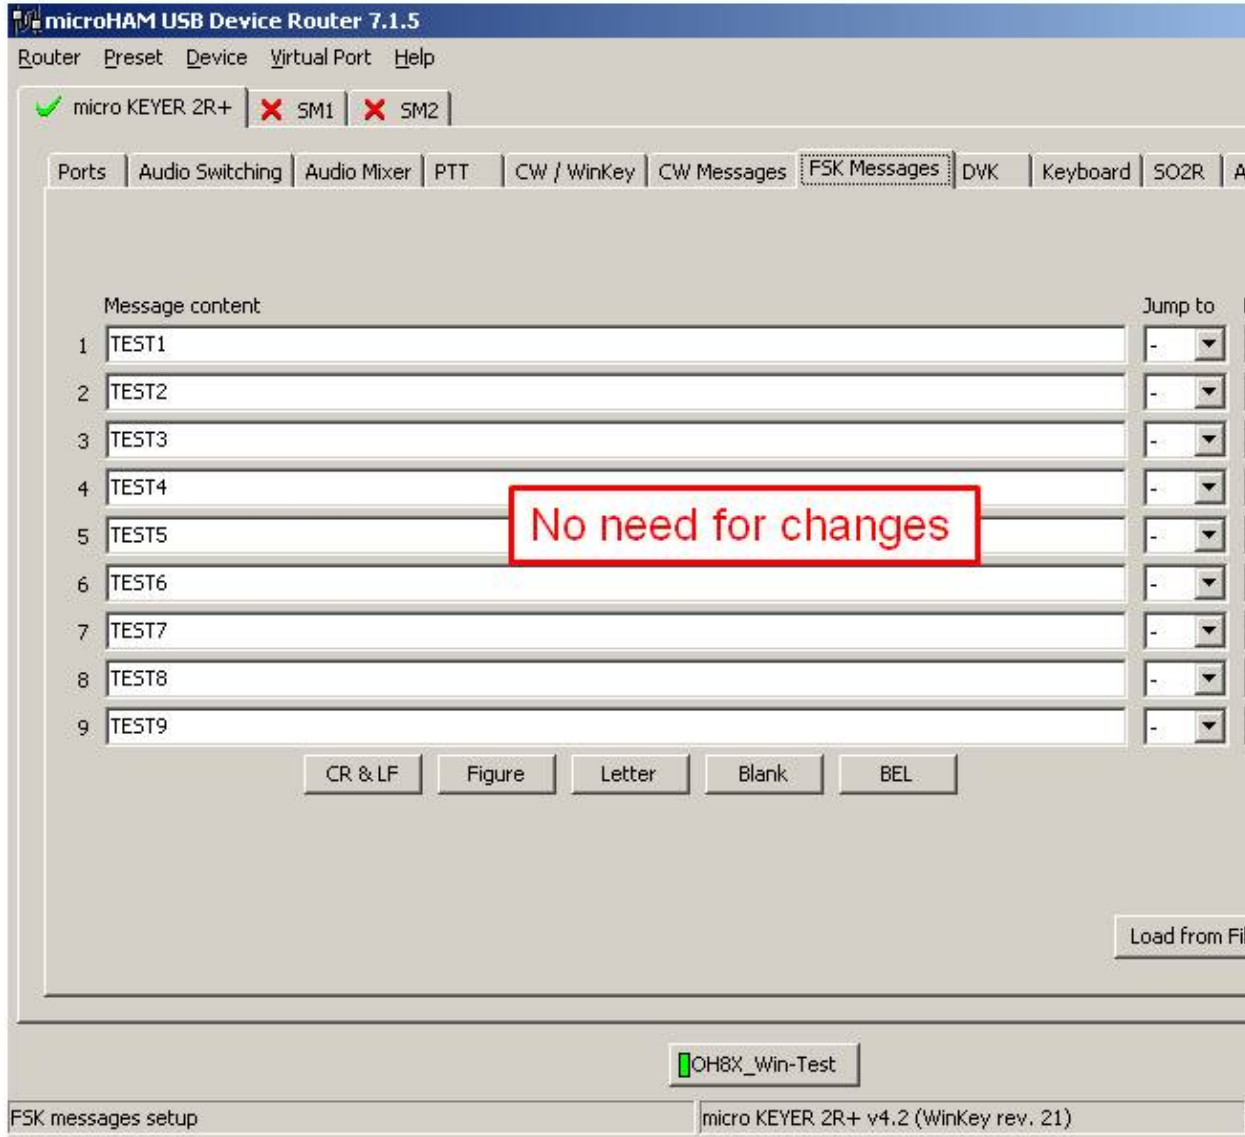 microHAM USB Device Router 7.1.5
Router Preset Device Virtual Port Help
micro KEYER 2R+ SM1 SM2
Ports Audio Switching Audio Mixer PTT CW / WinKey CW Messages FSK Messages DVK Keyboard SO2R A
Message content Jump to
1 TEST1 -
2 TEST2 -
3 TEST3 -
4 TEST4 -
No need for changes
5 TEST5 -
6 TEST6 -
7 TEST7 -
8 TEST8 -
9 TEST9 -
CR & LF Figure Letter Blank BEL
Load from Fi
OH8X_Win-Test
FSK messages setup micro KEYER 2R+ v4.2 (WinKey rev. 21)